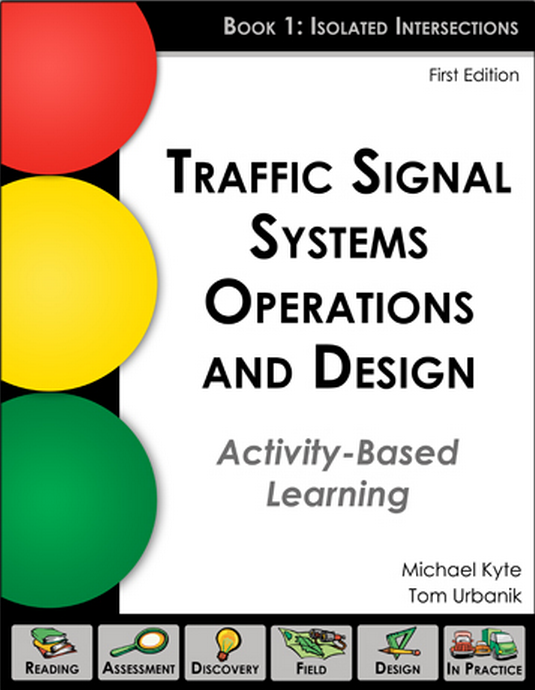 Book 1: Isolated Intersections
First Edition
Traffic Signal
Systems
Operations
and Design
Activity-Based
Learning
Michael Kyte
Tom Urbanik
Reading Assessment Discovery Field Design In Practice